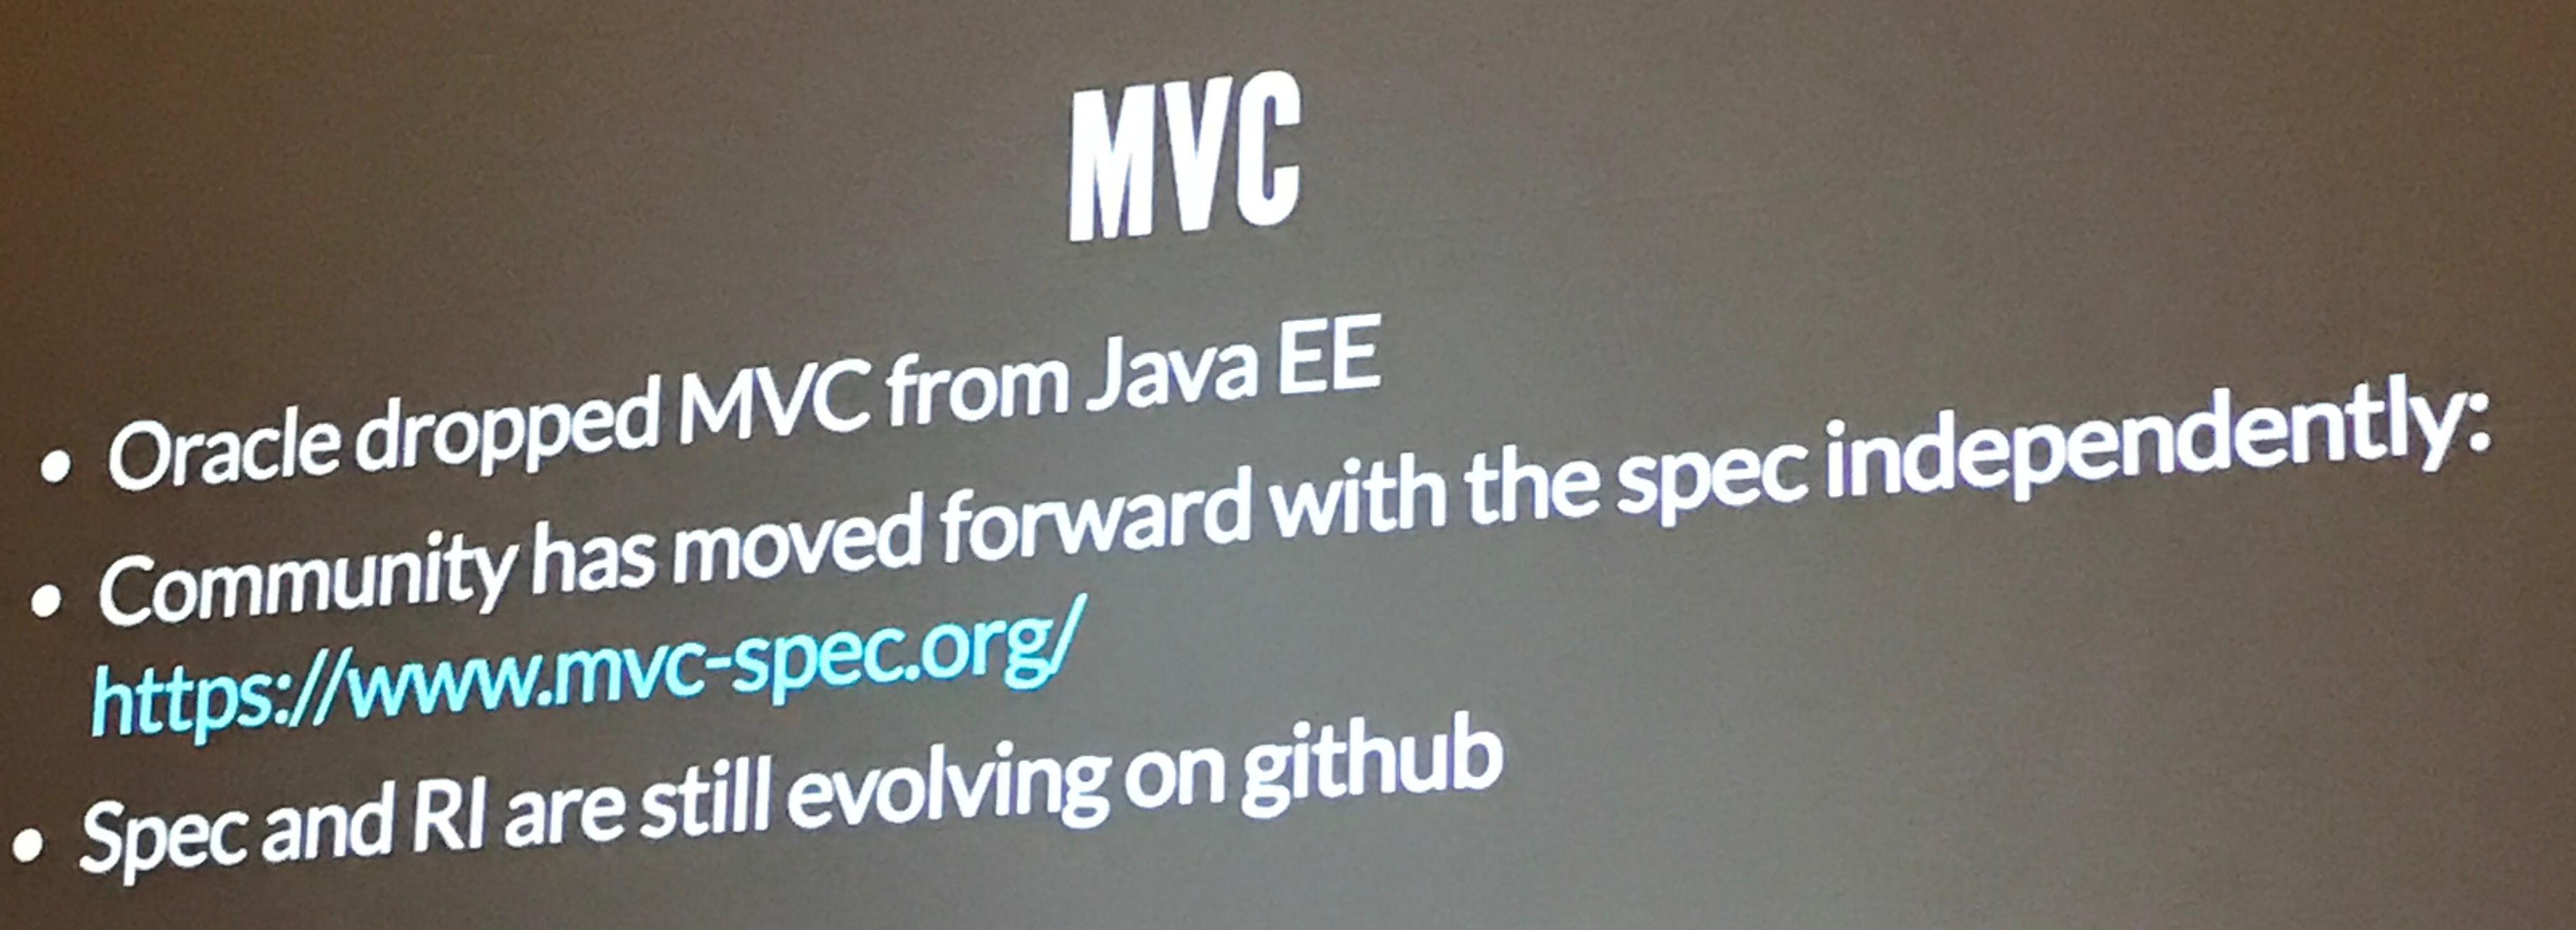 MVC
• Oracle dropped MVC from Java EE
• Community has moved forward with the spec independently:
https://www.mvc-spec.org/
• Spec and RI are still evolving on github